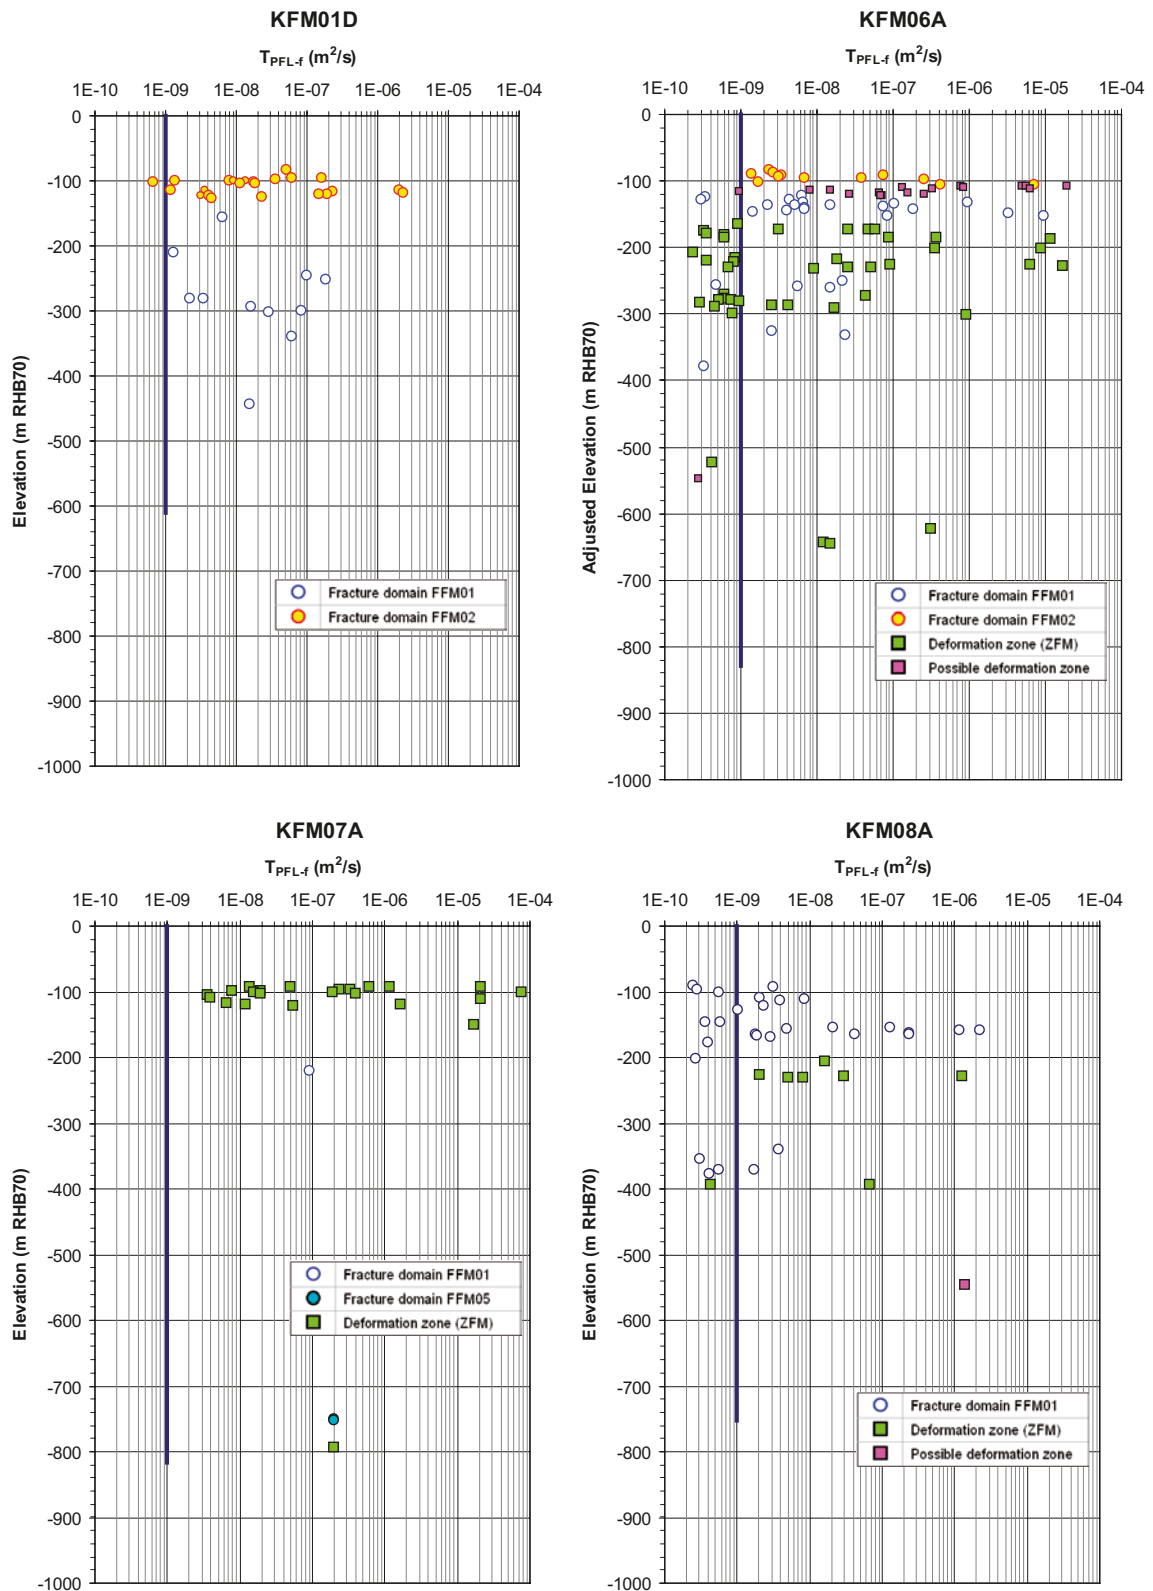 KFM01D
T_PFL-f (m²/s)
1E-10 1E-09 1E-08 1E-07 1E-06 1E-05 1E-04
0
-100
-200
-300
-400
-500
-600
-700
-800
-900
-1000
Elevation (m RHB70)
Fracture domain FFM01
Fracture domain FFM02
KFM06A
T_PFL-f (m²/s)
1E-10 1E-09 1E-08 1E-07 1E-06 1E-05 1E-04
0
-100
-200
-300
-400
-500
-600
-700
-800
-900
-1000
Adjusted Elevation (m RHB70)
Fracture domain FFM01
Fracture domain FFM02
Deformation zone (ZFM)
Possible deformation zone
KFM07A
T_PFL-f (m²/s)
1E-10 1E-09 1E-08 1E-07 1E-06 1E-05 1E-04
0
-100
-200
-300
-400
-500
-600
-700
-800
-900
-1000
Elevation (m RHB70)
Fracture domain FFM01
Fracture domain FFM05
Deformation zone (ZFM)
KFM08A
T_PFL-f (m²/s)
1E-10 1E-09 1E-08 1E-07 1E-06 1E-05 1E-04
0
-100
-200
-300
-400
-500
-600
-700
-800
-900
-1000
Elevation (m RHB70)
Fracture domain FFM01
Deformation zone (ZFM)
Possible deformation zone